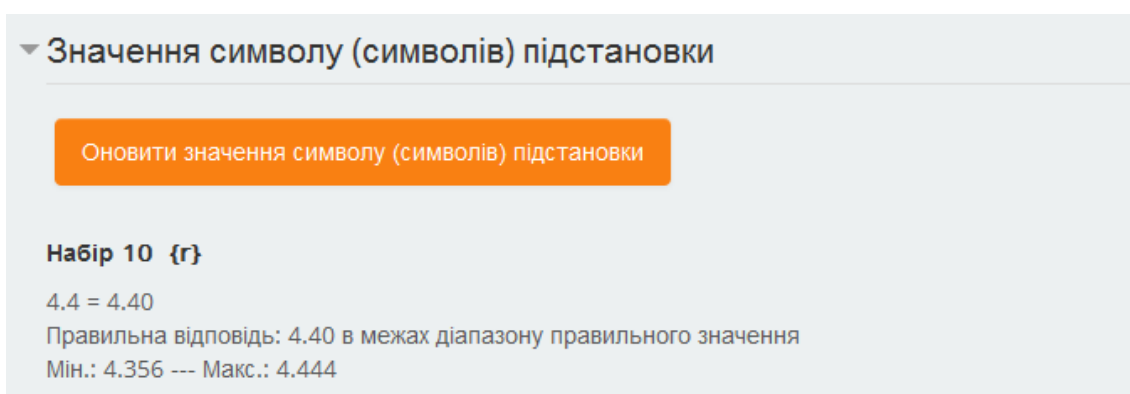 Значення символу (символів) підстановки
Оновити значення символу (символів) підстановки
Набір 10 {r}
4.4 = 4.40
Правильна відповідь: 4.40 в межах діапазону правильного значення
Мін.: 4.356 --- Макс.: 4.444